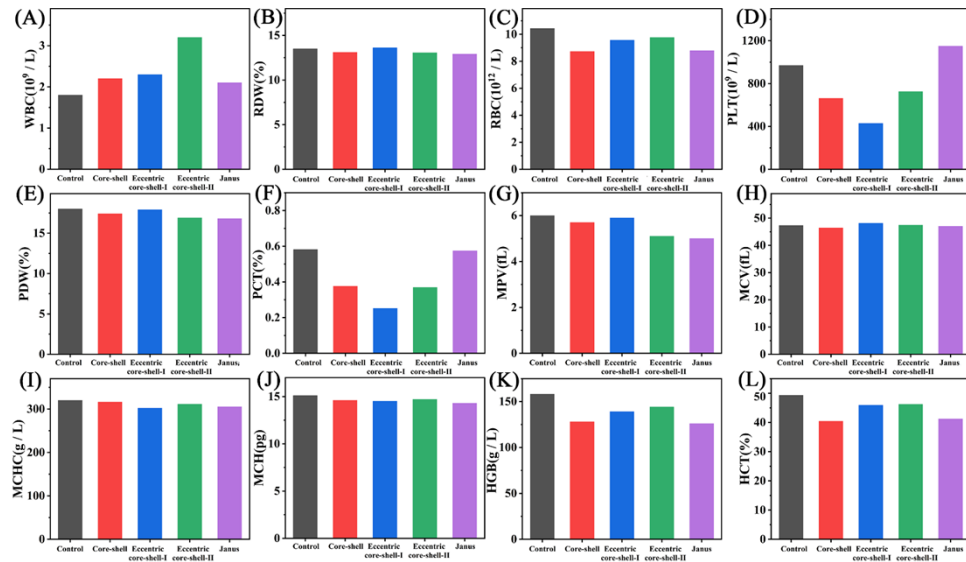 (A)
WBC(10⁹ / L)
3
2
1
0
Control Core-shell Eccentric Eccentric Janus
core-shell-I core-shell-II
(B)
RDW(%)
15
10
5
0
Control Core-shell Eccentric Eccentric Janus
core-shell-I core-shell-II
(C)
RBC(10¹² / L)
10
8
6
4
2
0
Control Core-shell Eccentric Eccentric Janus
core-shell-I core-shell-II
(D)
PLT(10⁹ / L)
1200
800
400
0
Control Core-shell Eccentric Eccentric Janus
core-shell-I core-shell-II
(E)
PDW(%)
15
10
5
0
Control Core-shell Eccentric Eccentric Janus,
core-shell-I core-shell-II
(F)
PCT(%)
0.8
0.6
0.4
0.2
0.0
Control Core-shell Eccentric Eccentric Janus
core-shell-I core-shell-II
(G)
MPV(fL)
6
4
2
0
Control Core-shell Eccentric Eccentric Janus
core-shell-I core-shell-II
(H)
MCV(fL)
50
40
30
20
10
0
Control Core-shell Eccentric Eccentric Janus
core-shell-I core-shell-II
(I)
MCHC(g / L)
300
200
100
0
Control Core-shell Eccentric Eccentric Janus
core-shell-I core-shell-II
(J)
MCH(pg)
15
10
5
0
Control Core-shell Eccentric Eccentric Janus
core-shell-I core-shell-II
(K)
HGB(g / L)
150
100
50
0
Control Core-shell Eccentric Eccentric Janus
core-shell-I core-shell-II
(L)
HCT(%)
50
40
30
20
10
0
Control Core-shell Eccentric Eccentric Janus
core-shell-I core-shell-II